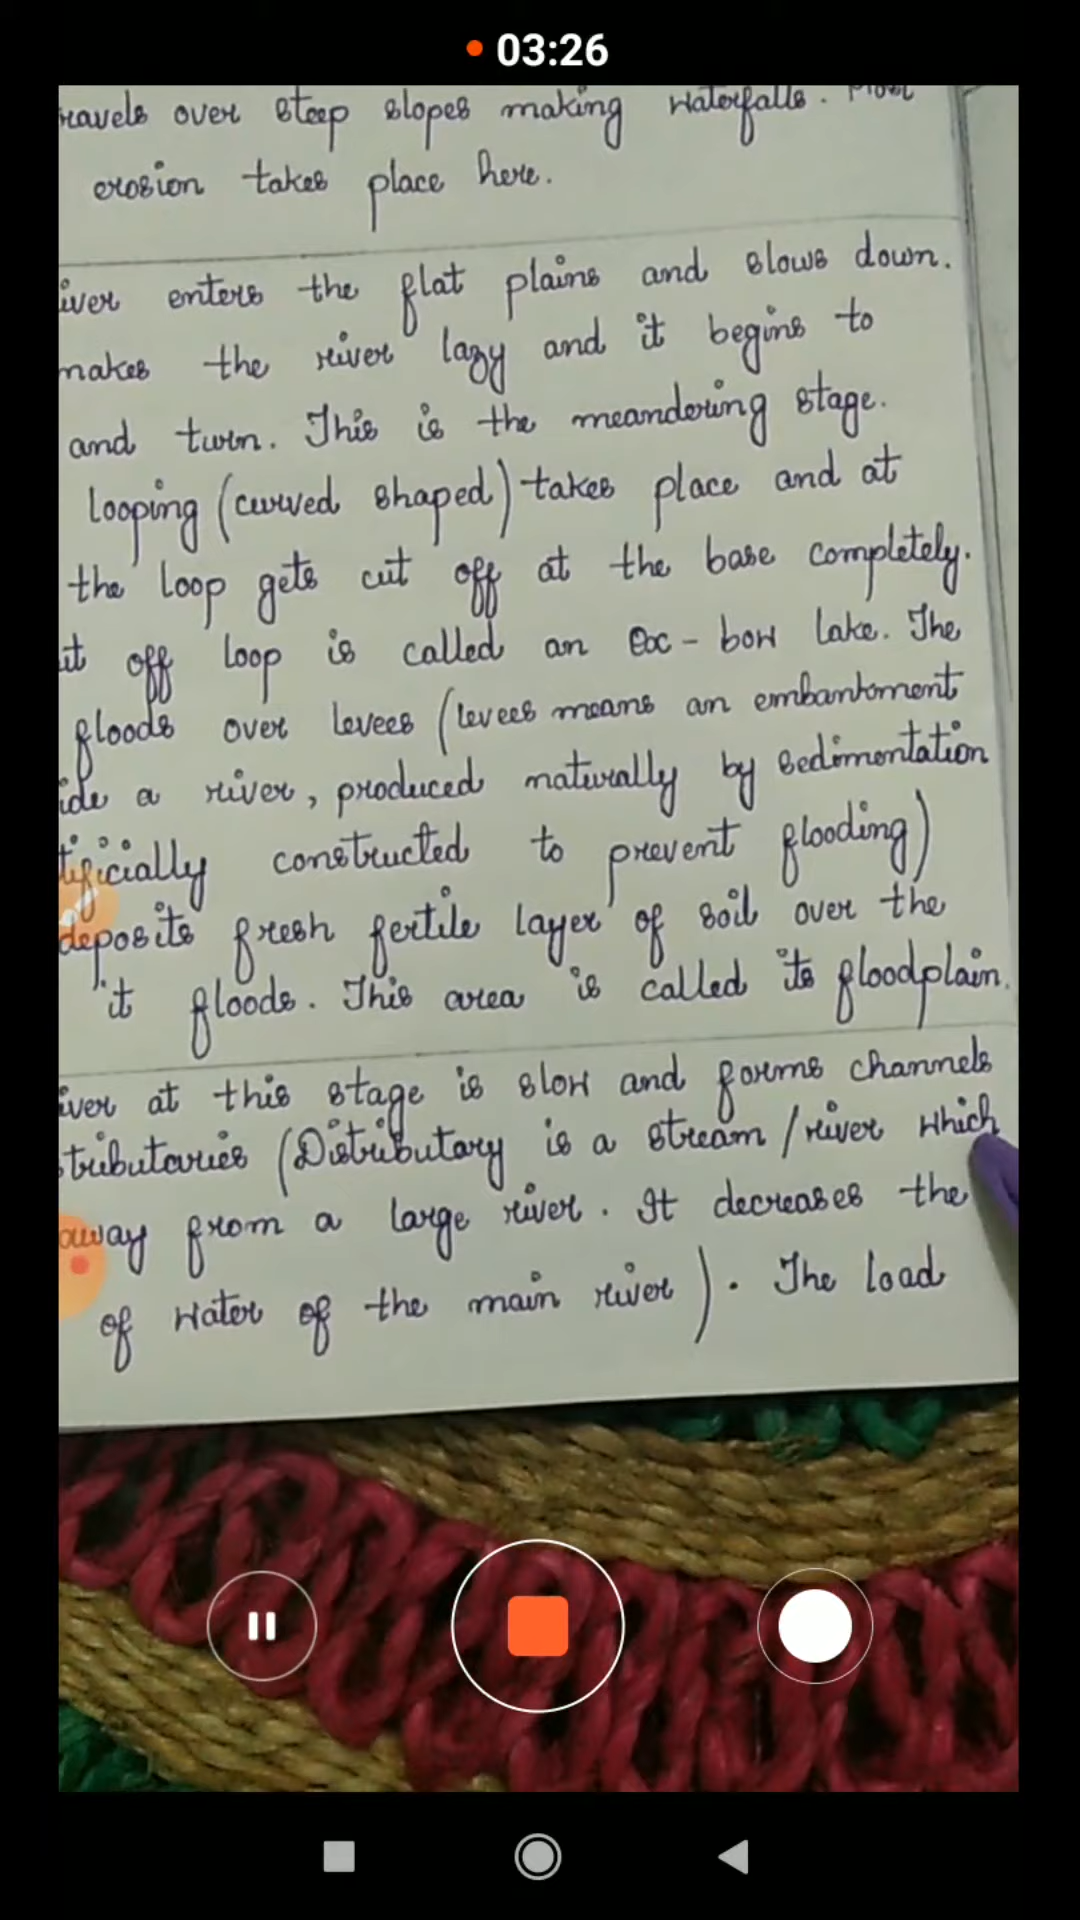 03:26
ravels over steep slopes making waterfalls. Most
erosion takes place here.
iver enters the flat plains and slows down.
makes the river lazy and it begins to
and turn. This is the meandering stage.
looping (curved shaped) takes place and at
the loop gets cut off at the base completely.
ut off loop is called an Ox-bow lake. The
floods over levees (levees means an embankment
ide a river, produced naturally by sedimentation
tificially constructed to prevent flooding)
deposits fresh fertile layer of soil over the
it floods. This area is called its floodplain.
iver at this stage is slow and forms channels
stributaries (Distributary is a stream/river which
away from a large river. It decreases the
of water of the main river). The load